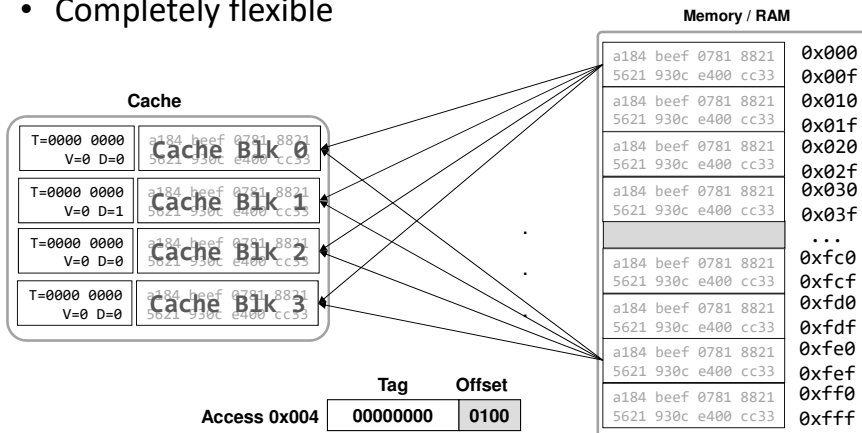 • Completely flexible
Memory / RAM
Cache
T=0000 0000
V=0 D=0
a184 beef 0781 8821
5621 930c e400 cc33
Cache Blk 0
T=0000 0000
V=0 D=1
a184 beef 0781 8821
5621 930c e400 cc33
Cache Blk 1
T=0000 0000
V=0 D=0
a184 beef 0781 8821
5621 930c e400 cc33
Cache Blk 2
T=0000 0000
V=0 D=0
a184 beef 0781 8821
5621 930c e400 cc33
Cache Blk 3
a184 beef 0781 8821 0x000
5621 930c e400 cc33 0x00f
a184 beef 0781 8821 0x010
5621 930c e400 cc33 0x01f
a184 beef 0781 8821 0x020
5621 930c e400 cc33 0x02f
a184 beef 0781 8821 0x030
5621 930c e400 cc33 0x03f
...
a184 beef 0781 8821 0xfc0
5621 930c e400 cc33 0xfcf
a184 beef 0781 8821 0xfd0
5621 930c e400 cc33 0xfdf
a184 beef 0781 8821 0xfe0
5621 930c e400 cc33 0xfef
a184 beef 0781 8821 0xff0
5621 930c e400 cc33 0xfff
.
.
.
Tag Offset
Access 0x004 00000000 0100